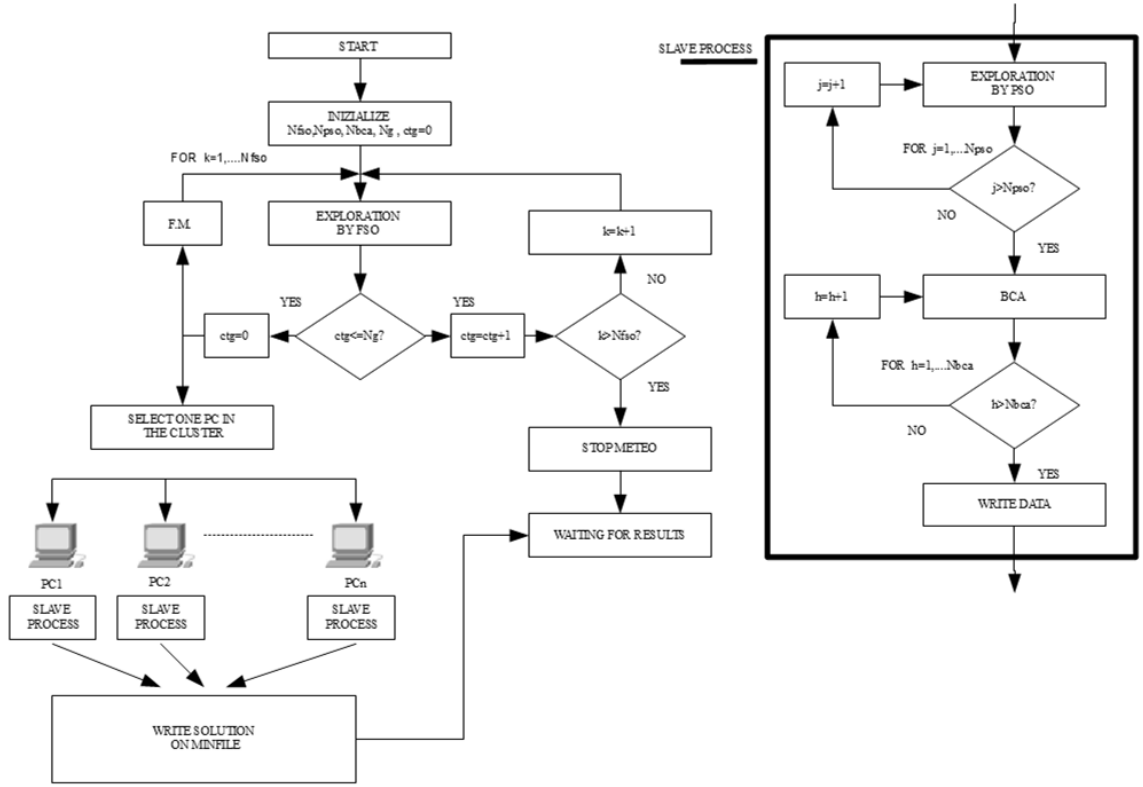 START
INIZIALIZE
Nfso,Npso, Nbca, Ng , ctg=0
FOR k=1,....Nfso
F.M.
EXPLORATION
BY FSO
k=k+1
NO
YES
YES
ctg=0
ctg<=Ng?
ctg=ctg+1
k>Nfso?
YES
SELECT ONE PC IN
THE CLUSTER
STOP METEO
WAITING FOR RESULTS
PC1
PC2
PCn
SLAVE
PROCESS
SLAVE
PROCESS
SLAVE
PROCESS
WRITE SOLUTION
ON MINFILE
SLAVE PROCESS
j=j+1
EXPLORATION
BY PSO
FOR j=1,...Npso
j>Npso?
NO
YES
h=h+1
BCA
FOR h=1,....Nbca
h>Nbca?
NO
YES
WRITE DATA